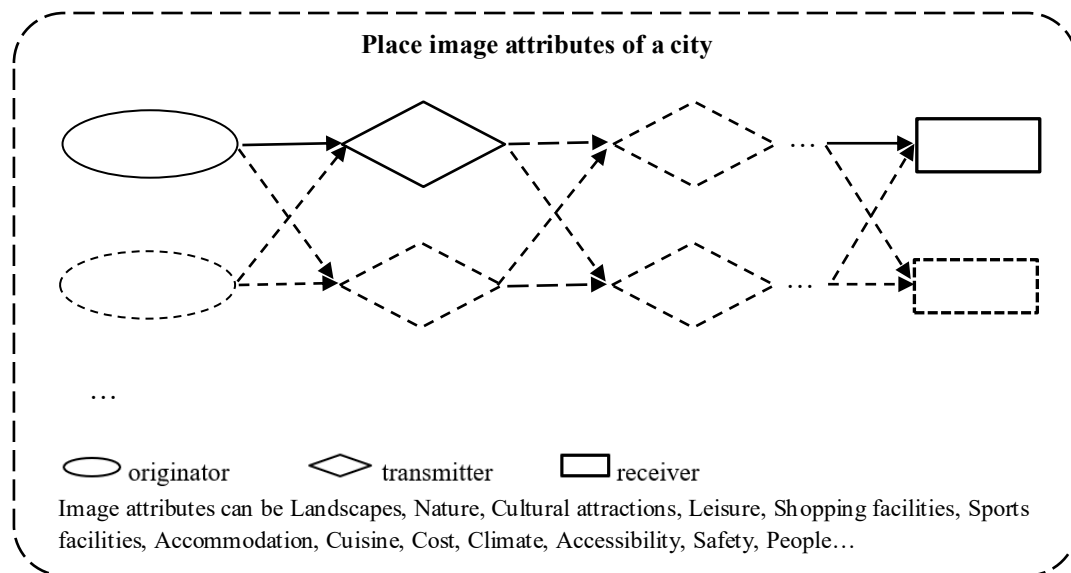 Place image attributes of a city
…
…
…
originator
transmitter
receiver
Image attributes can be Landscapes, Nature, Cultural attractions, Leisure, Shopping facilities, Sports
facilities, Accommodation, Cuisine, Cost, Climate, Accessibility, Safety, People…